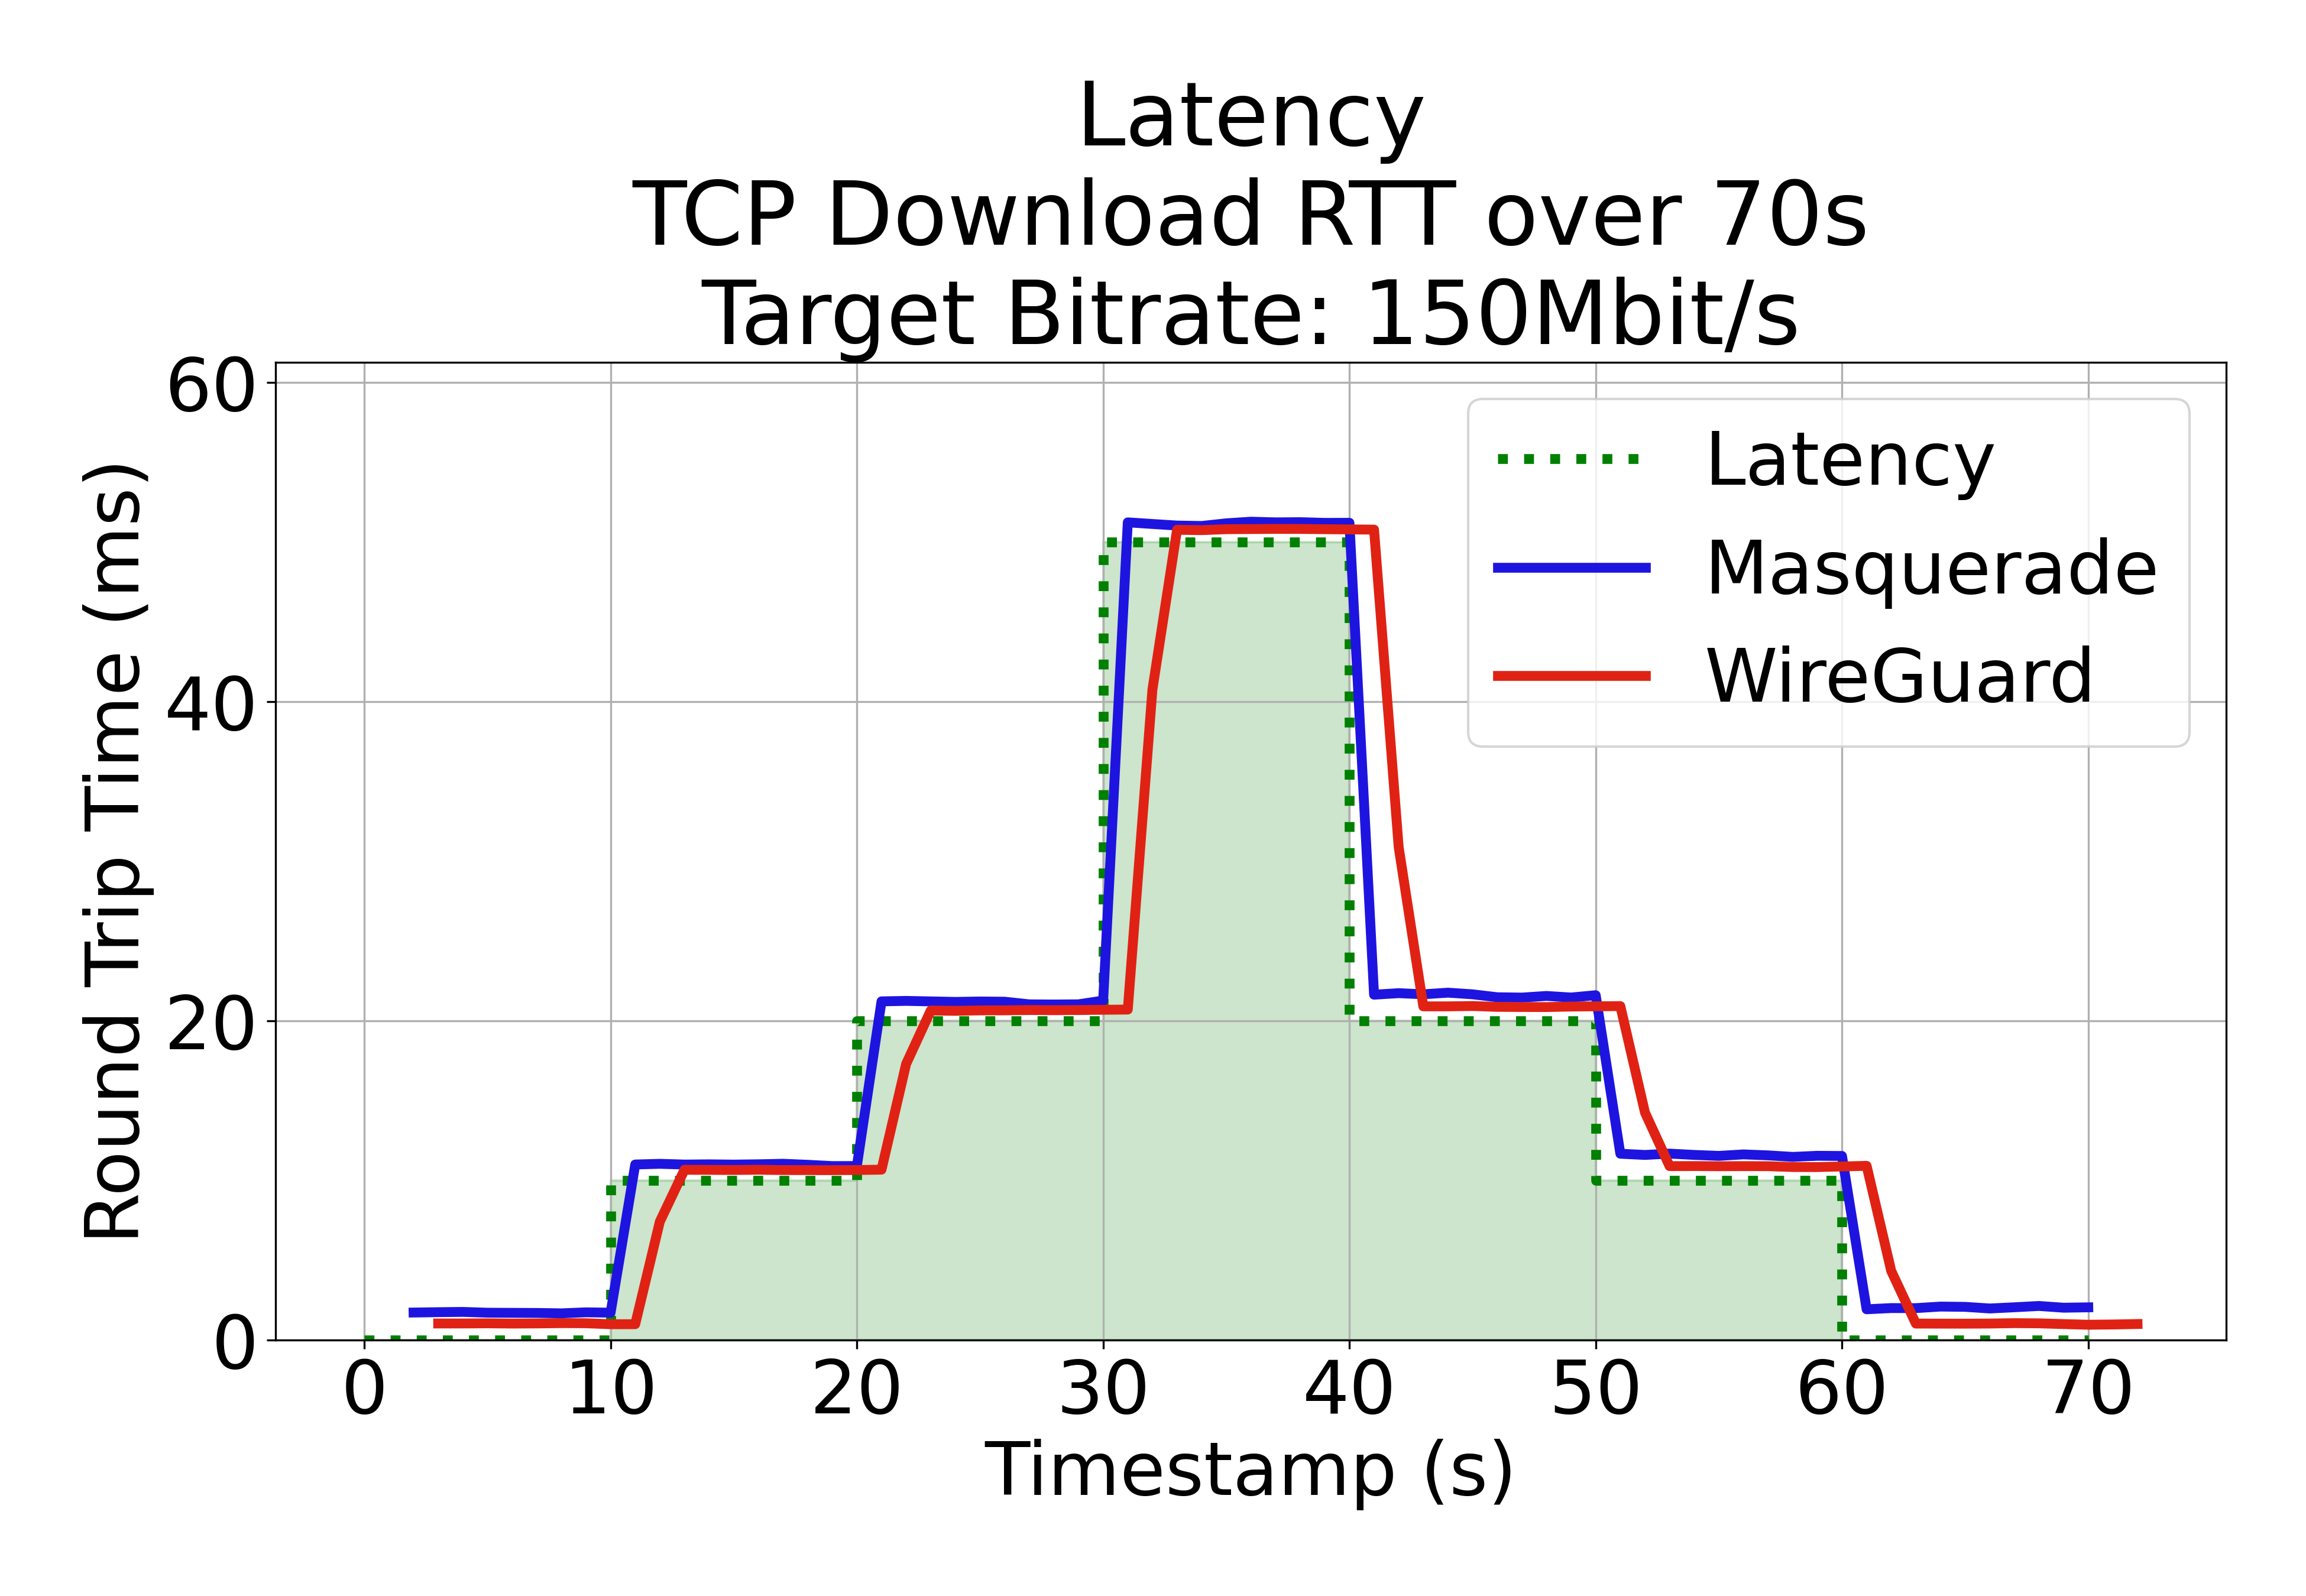 Latency
TCP Download RTT over 70s
Target Bitrate: 150Mbit/s
Round Trip Time (ms)
60
40
20
0
Latency
Masquerade
WireGuard
0 10 20 30 40 50 60 70
Timestamp (s)